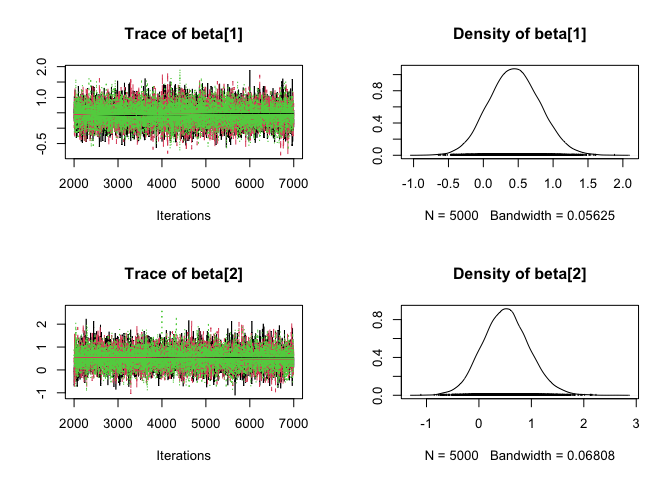 Trace of beta[1]
2.0
1.0
-0.5
2000 3000 4000 5000 6000 7000
Iterations
Density of beta[1]
0.8
0.4
0.0
-1.0 -0.5 0.0 0.5 1.0 1.5 2.0
N = 5000 Bandwidth = 0.05625
Trace of beta[2]
2
1
0
-1
2000 3000 4000 5000 6000 7000
Iterations
Density of beta[2]
0.8
0.4
0.0
-1 0 1 2 3
N = 5000 Bandwidth = 0.06808